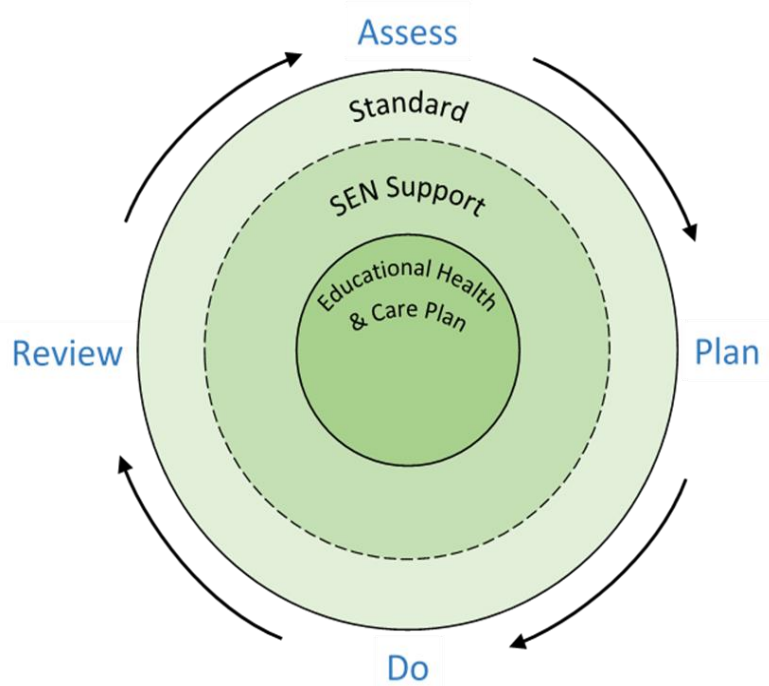 Assess
Standard
SEN Support
Educational Health
& Care Plan
Review
Plan
Do